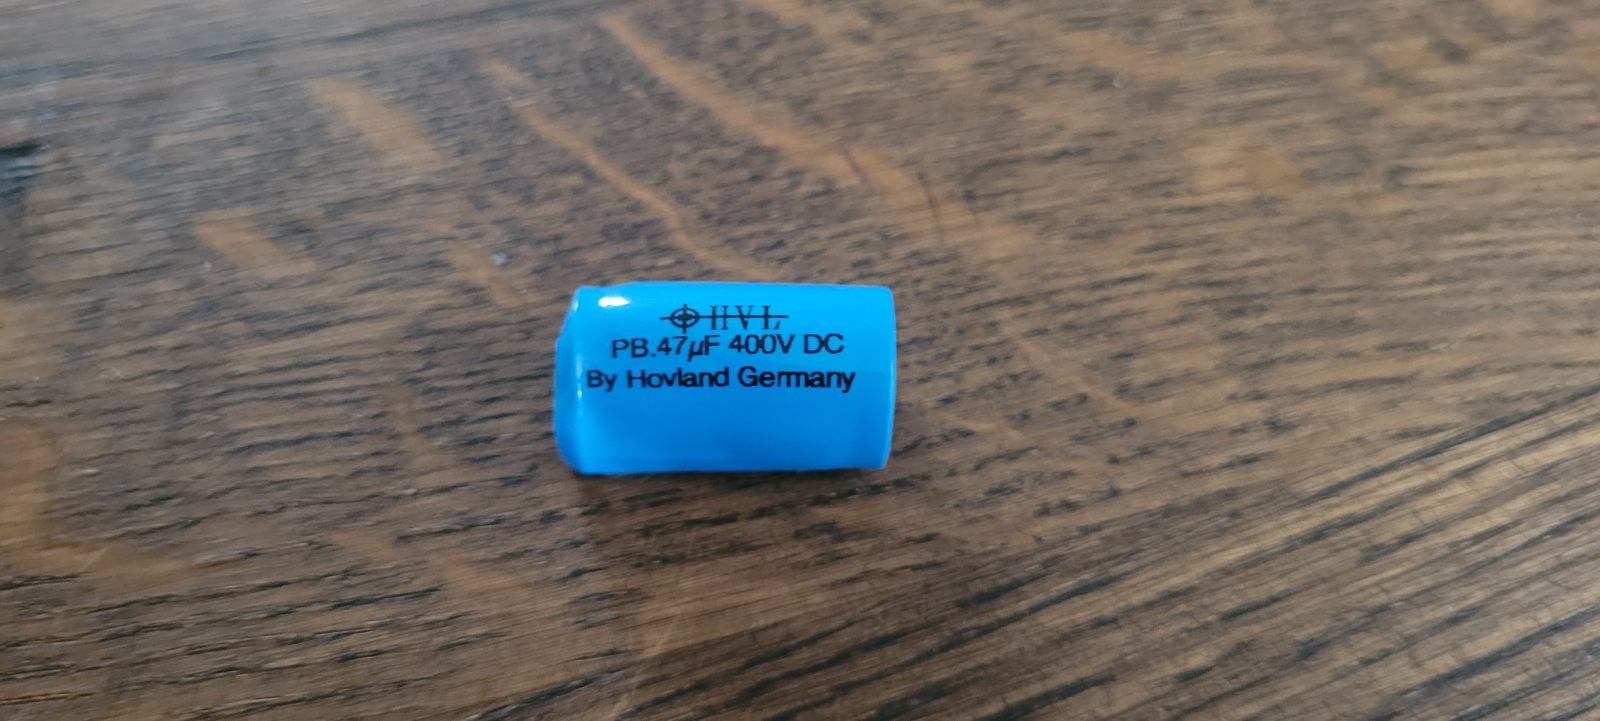 HVL
PB.47µF 400V DC
By Hovland Germany